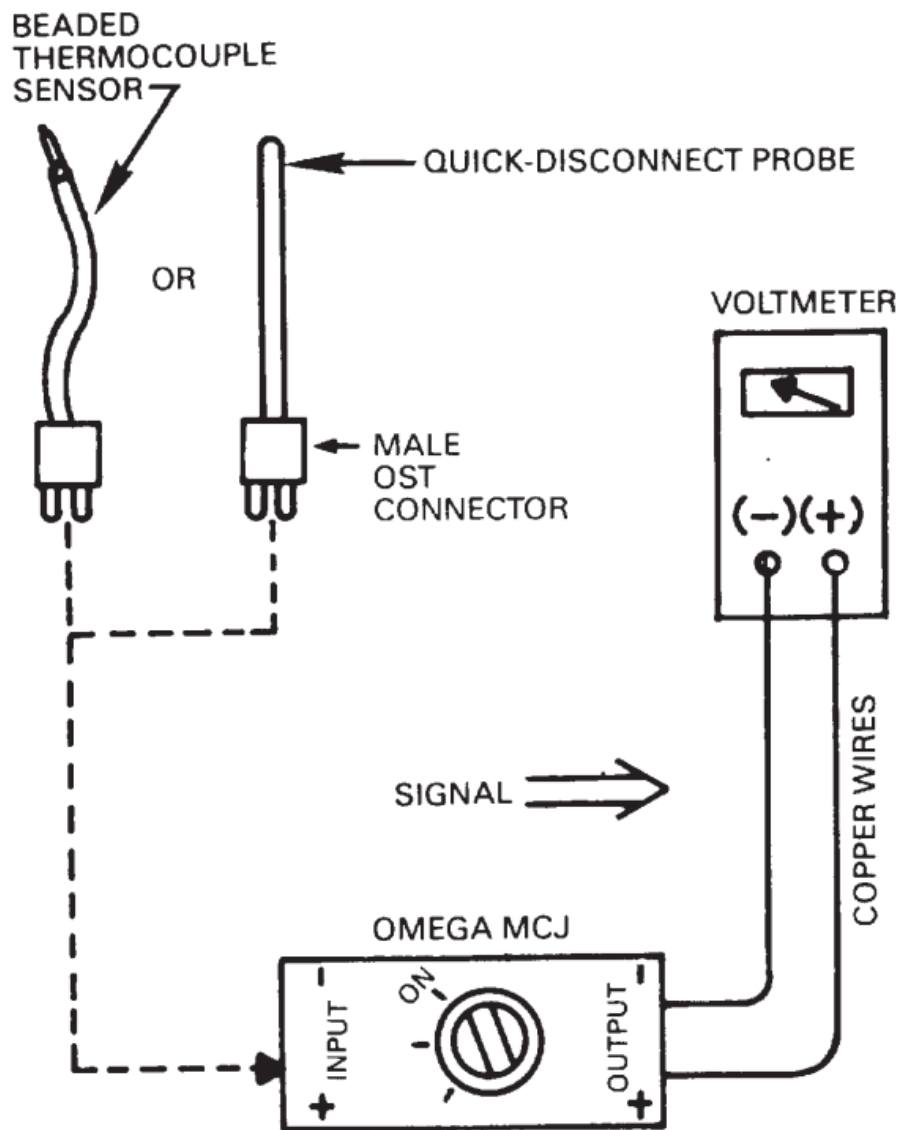 BEADED
THERMOCOUPLE
SENSOR
QUICK-DISCONNECT PROBE
OR
VOLTMETER
MALE
OST
CONNECTOR
(-)(+)
SIGNAL
COPPER WIRES
OMEGA MCJ
- ON -
INPUT
OUTPUT
+ +